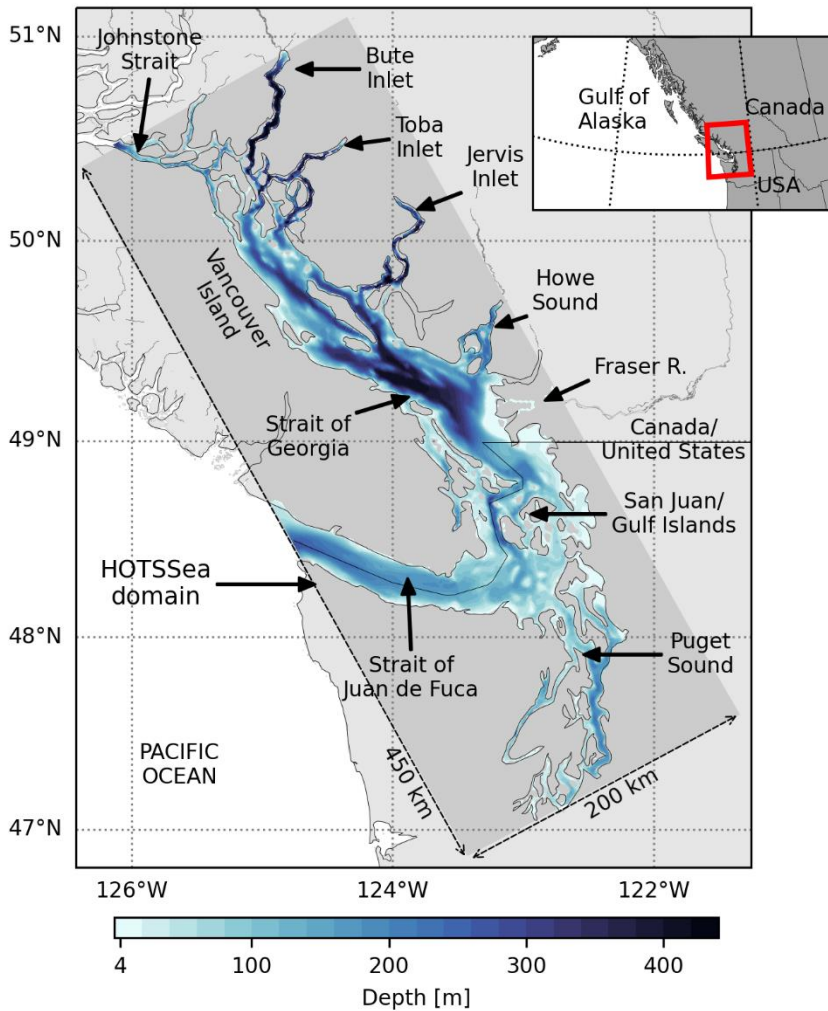 51°N
50°N
49°N
48°N
47°N
Johnstone
Strait
Bute
Inlet
Toba
Inlet
Jervis
Inlet
Gulf of
Alaska
Canada
USA
Vancouver
Island
Howe
Sound
Fraser R.
Strait of
Georgia
Canada/
United States
San Juan/
Gulf Islands
HOTSSea
domain
Strait of
Juan de Fuca
Puget
Sound
PACIFIC
OCEAN
450 km
200 km
126°W
124°W
122°W
4
100
200
300
400
Depth [m]